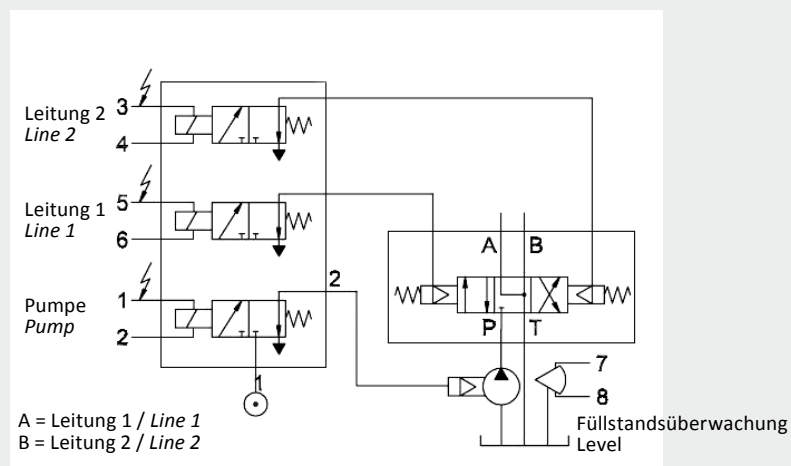 Leitung 2
Line 2
3
4
Leitung 1
Line 1
5
6
Pumpe
Pump
1
2
2
1
A B
P T
7
8
Füllstandsüberwachung
Level
A = Leitung 1 / Line 1
B = Leitung 2 / Line 2